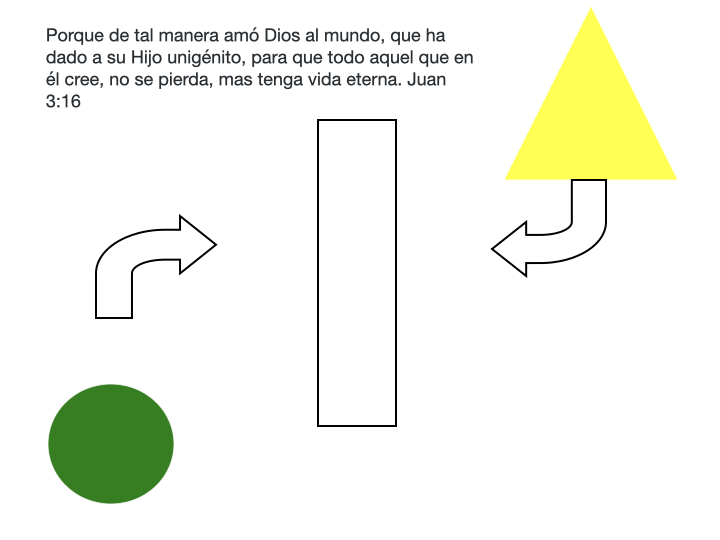 Porque de tal manera amó Dios al mundo, que ha
dado a su Hijo unigénito, para que todo aquel que en
él cree, no se pierda, mas tenga vida eterna. Juan
3:16